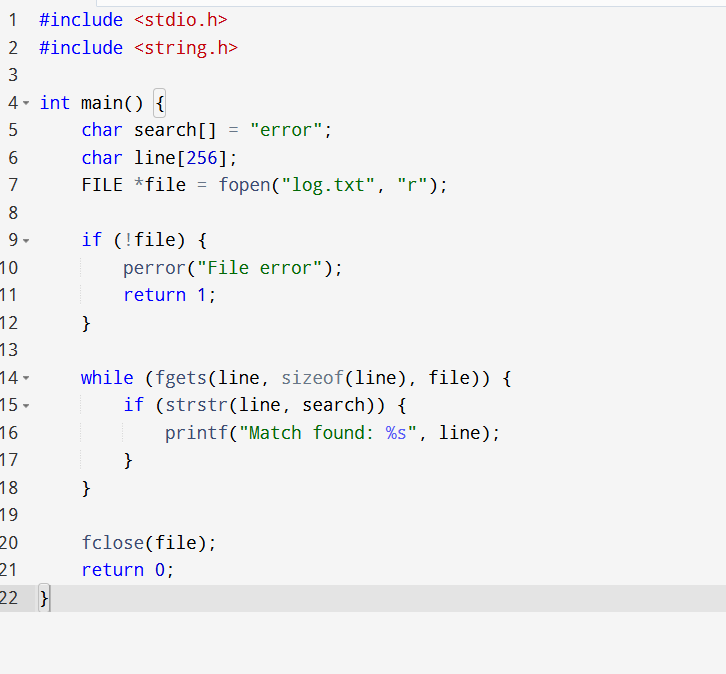 1 #include <stdio.h>
2 #include <string.h>
3
4 int main() {
5     char search[] = "error";
6     char line[256];
7     FILE *file = fopen("log.txt", "r");
8
9     if (!file) {
10         perror("File error");
11         return 1;
12     }
13
14     while (fgets(line, sizeof(line), file)) {
15         if (strstr(line, search)) {
16             printf("Match found: %s", line);
17         }
18     }
19
20     fclose(file);
21     return 0;
22 }